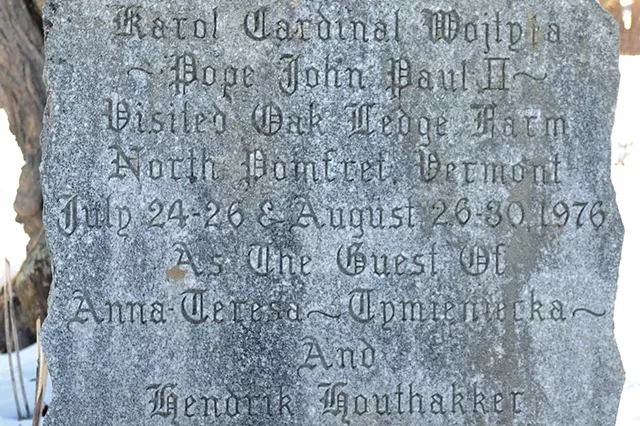 Karol Cardinal Wojtyła
~Pope John Paul II~
Visited Oak Ledge Farm
North Pomfret, Vermont
July 24-26 & August 26-30, 1976
As The Guest Of
Anna-Teresa~Tymieniecka~
And
Hendrik Houthakker